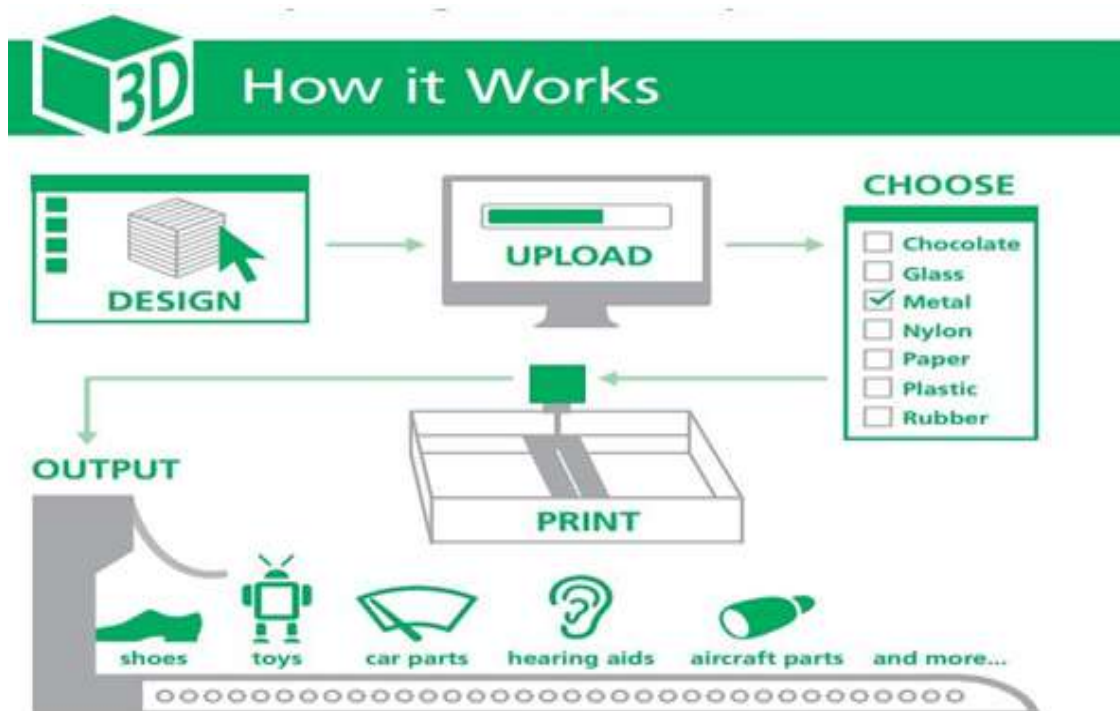 3D How it Works
DESIGN
UPLOAD
CHOOSE
Chocolate
Glass
Metal
Nylon
Paper
Plastic
Rubber
PRINT
OUTPUT
shoes toys car parts hearing aids aircraft parts and more...